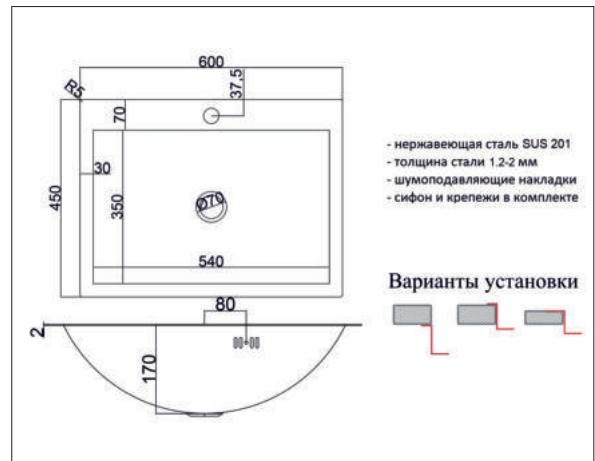 600
37,5
R5
70
30
450
350
Ø70
540
- нержавеющая сталь SUS 201
- толщина стали 1.2-2 мм
- шумоподавляющие накладки
- сифон и крепежи в комплекте
Варианты установки
80
2
170